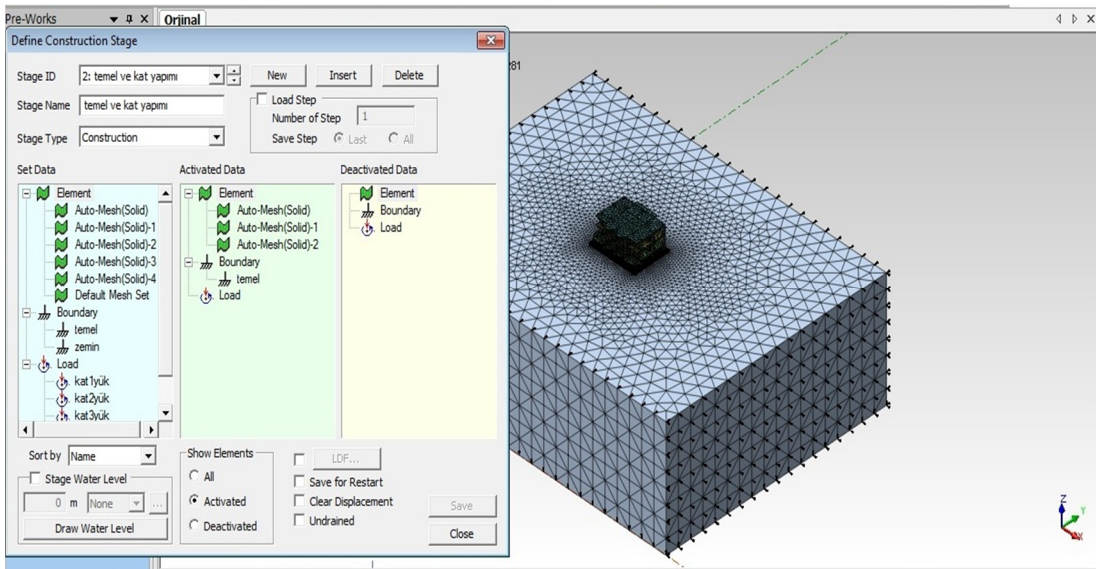 Pre-Works
Orjinal
Define Construction Stage
281
Stage ID 2: temel ve kat yapımı New Insert Delete
Stage Name temel ve kat yapımı
Load Step
Number of Step 1
Stage Type Construction
Save Step Last All
Set Data Activated Data Deactivated Data
Element
Auto-Mesh(Solid)
Auto-Mesh(Solid)-1
Auto-Mesh(Solid)-2
Auto-Mesh(Solid)-3
Auto-Mesh(Solid)-4
Default Mesh Set
Boundary
temel
zemin
Load
kat1yük
kat2yük
kat3yük
Element
Auto-Mesh(Solid)
Auto-Mesh(Solid)-1
Auto-Mesh(Solid)-2
Boundary
temel
Load
Element
Boundary
Load
Sort by Name
Stage Water Level
0 m None ...
Draw Water Level
Show Elements
All
Activated
Deactivated
LDF...
Save for Restart
Clear Displacement
Undrained
Save
Close
Z
Y
X